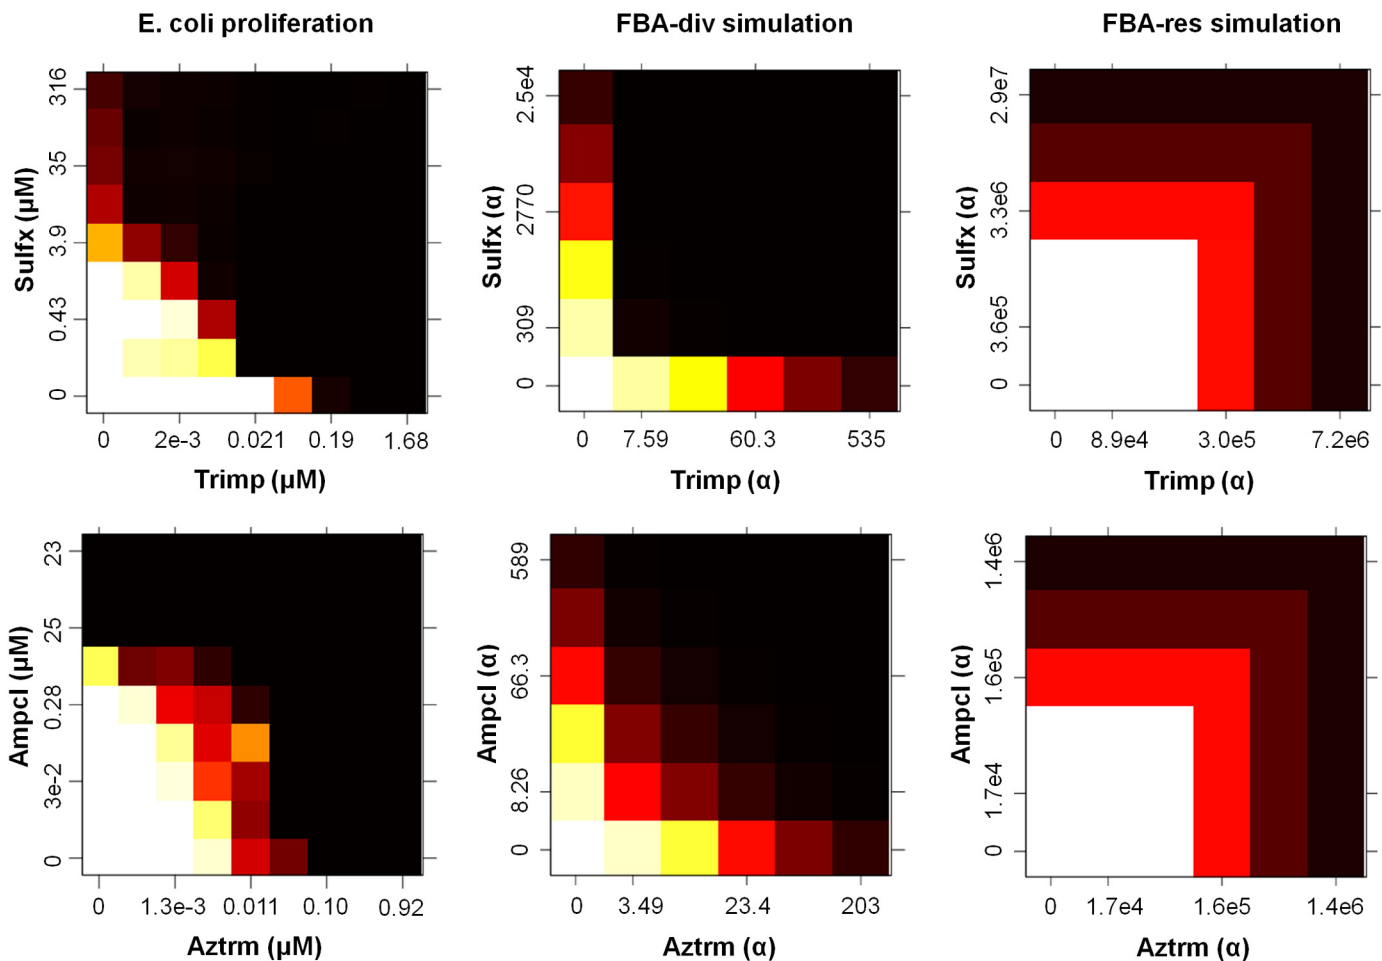 E. coli proliferation
FBA-div simulation
FBA-res simulation
Sulfx (µM)
316
35
3.9
0.43
0
0
2e-3
0.021
0.19
1.68
Trimp (µM)
Sulfx (α)
2.5e4
2770
309
0
0
7.59
60.3
535
Trimp (α)
Sulfx (α)
2.9e7
3.3e6
3.6e5
0
0
8.9e4
3.0e5
7.2e6
Trimp (α)
Ampcl (µM)
23
25
0.28
3e-2
0
0
1.3e-3
0.011
0.10
0.92
Aztrm (µM)
Ampcl (α)
589
66.3
8.26
0
0
3.49
23.4
203
Aztrm (α)
Ampcl (α)
1.4e6
1.6e5
1.7e4
0
0
1.7e4
1.6e5
1.4e6
Aztrm (α)